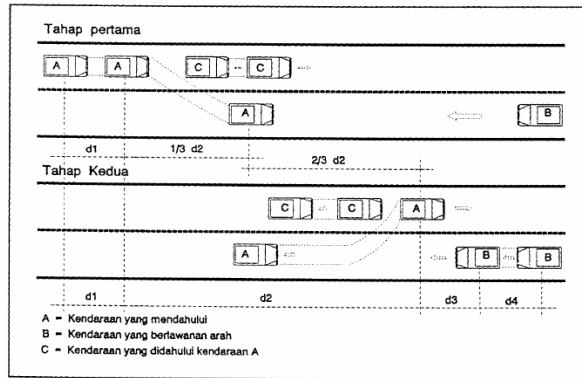 Tahap pertama
A A C C
A B
d1 1/3 d2
2/3 d2
Tahap Kedua
C C A
A B B
d1 d2 d3 d4
A = Kendaraan yang mendahului
B = Kendaraan yang berlawanan arah
C = Kendaraan yang didahului kendaraan A